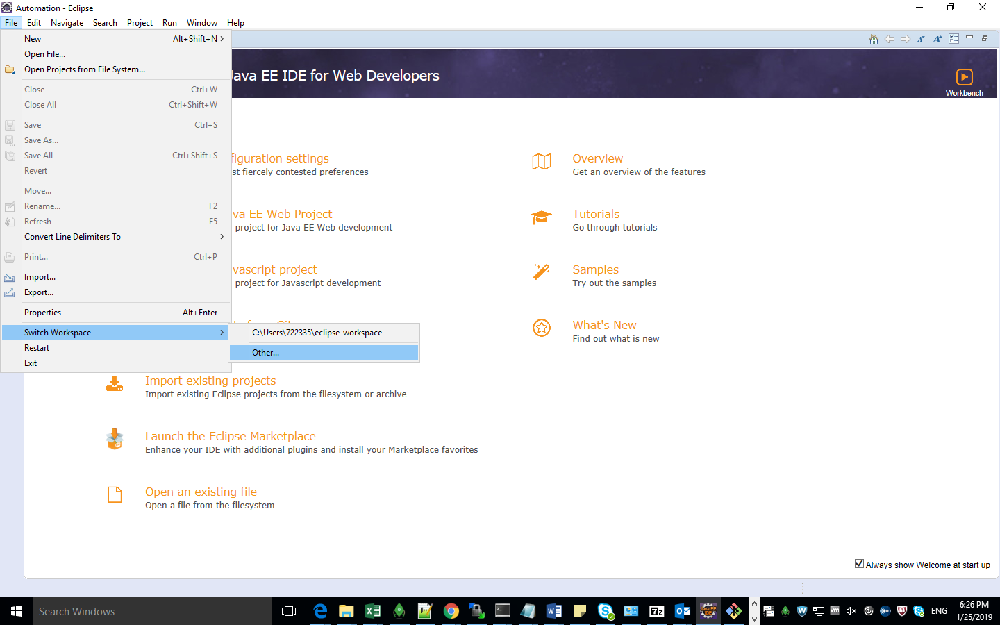 Automation - Eclipse
File Edit Navigate Search Project Run Window Help
New Alt+Shift+N
Open File...
Open Projects from File System...
Close Ctrl+W
Close All Ctrl+Shift+W
Save Ctrl+S
Save As...
Save All Ctrl+Shift+S
Revert
Move...
Rename... F2
Refresh F5
Convert Line Delimiters To
Print... Ctrl+P
Import...
Export...
Properties Alt+Enter
Switch Workspace
Restart
Exit
C:\Users\722335\eclipse-workspace
Other...
Java EE IDE for Web Developers
Workbench
figuration settings
st fiercely contested preferences
va EE Web Project
project for Java EE Web development
vascript project
project for Javascript development
Import existing projects
Import existing Eclipse projects from the filesystem or archive
Launch the Eclipse Marketplace
Enhance your IDE with additional plugins and install your Marketplace favorites
Open an existing file
Open a file from the filesystem
Overview
Get an overview of the features
Tutorials
Go through tutorials
Samples
Try out the samples
What's New
Find out what is new
Always show Welcome at start up
Search Windows
ENG
6:26 PM
1/25/2019